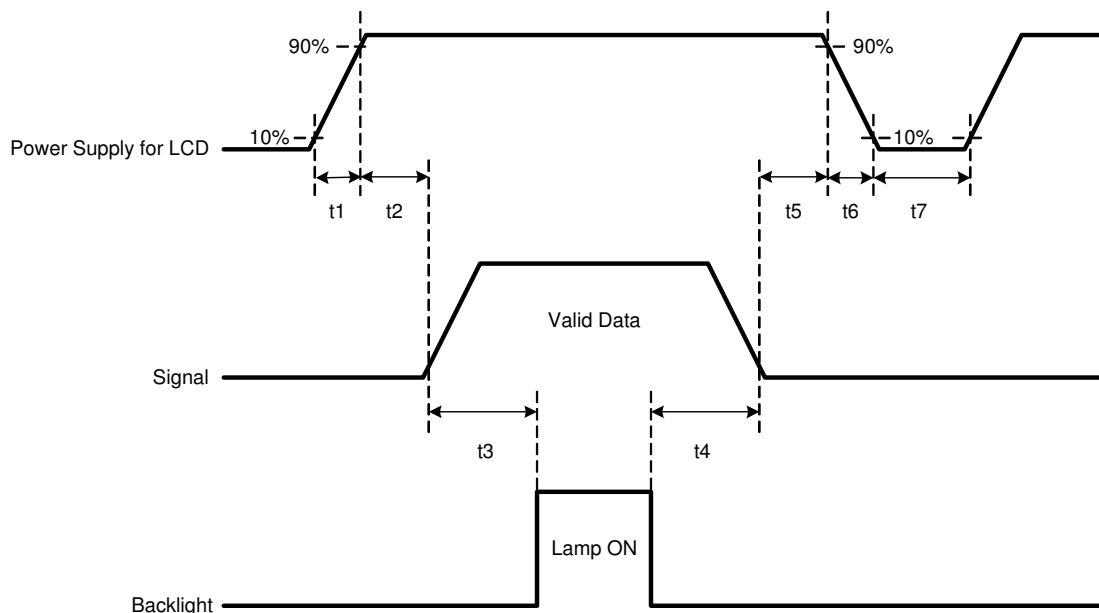 90%
90%
10%
10%
Power Supply for LCD
t1
t2
t5
t6
t7
Valid Data
Signal
t3
t4
Lamp ON
Backlight